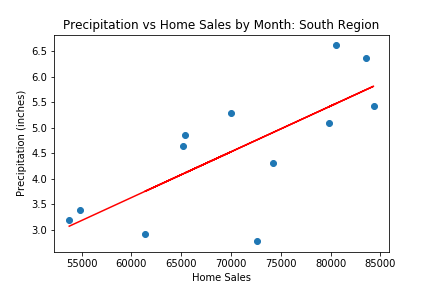 Precipitation vs Home Sales by Month: South Region
6.5
6.0
5.5
5.0
4.5
4.0
3.5
3.0
Precipitation (inches)
55000 60000 65000 70000 75000 80000 85000
Home Sales